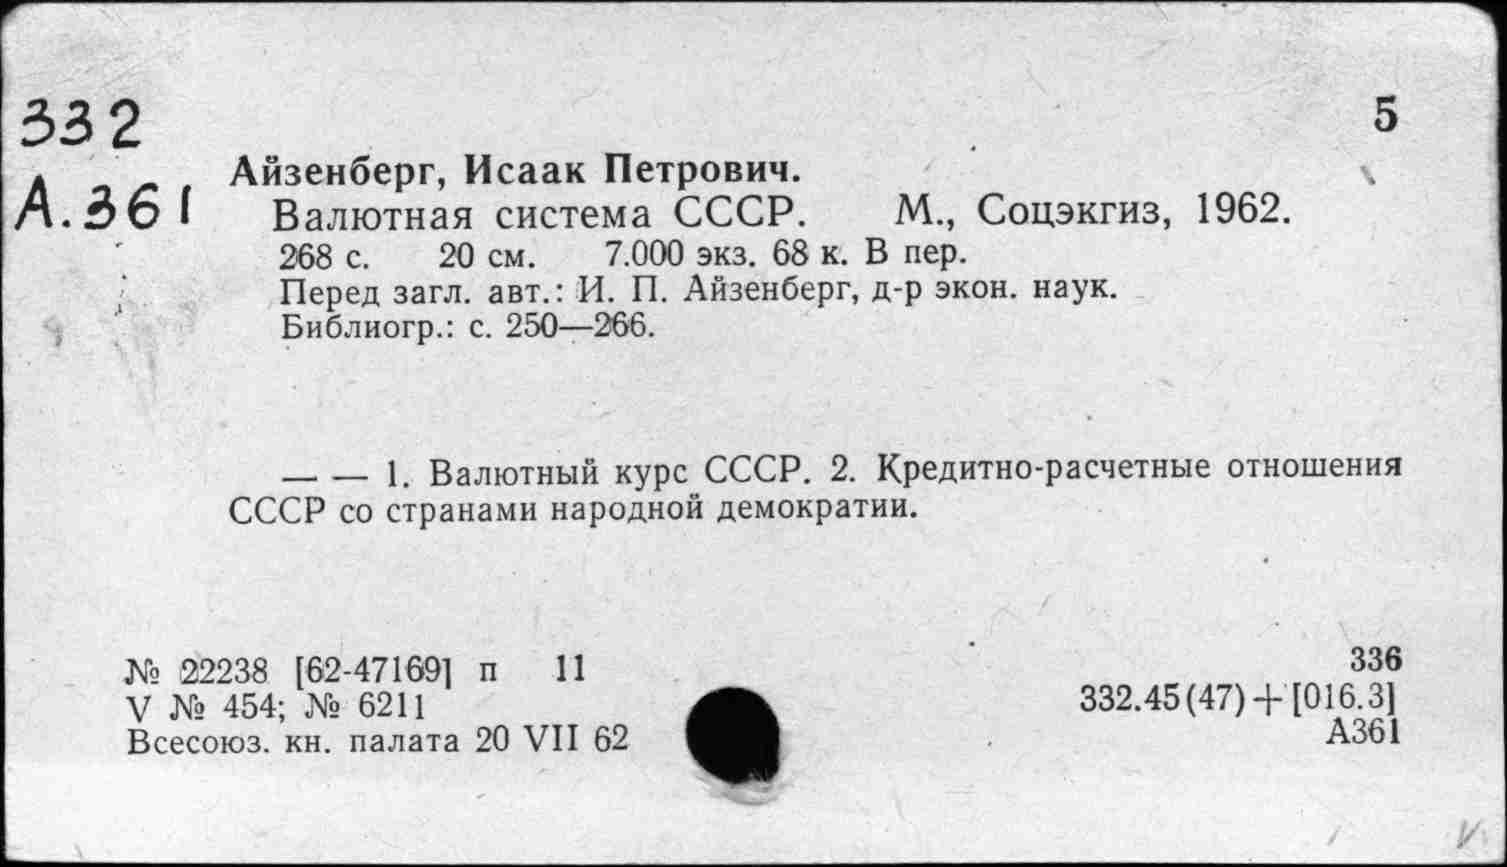 332
5
Айзенберг, Исаак Петрович.
А.361
Валютная система СССР. М., Соцэкгиз, 1962.
268 с. 20 см. 7.000 экз. 68 к. В пер.
Перед загл. авт.: И. П. Айзенберг, д-р экон. наук.
Библиогр.: с. 250—266.
— — 1. Валютный курс СССР. 2. Кредитно-расчетные отношения
СССР со странами народной демократии.
№ 22238 [62-47169] п 11
V № 454; № 6211
Всесоюз. кн. палата 20 VII 62
336
332.45(47)+[016.3]
А361